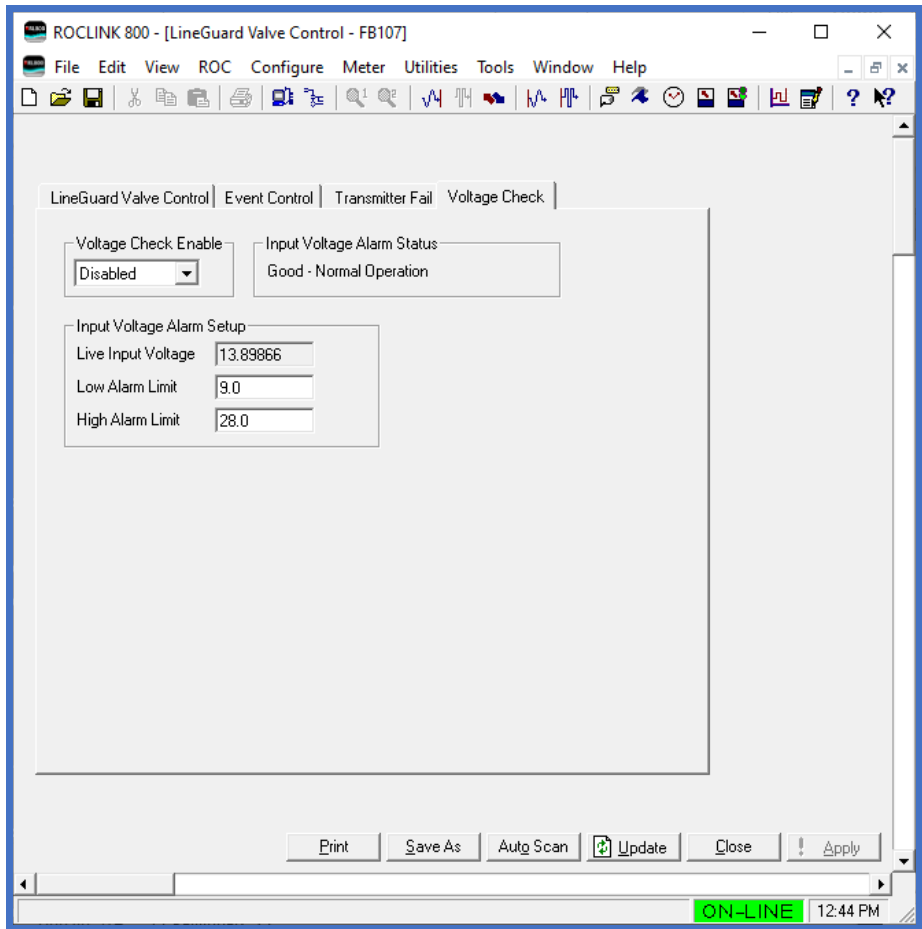 ROCLINK 800 - [LineGuard Valve Control - FB107]
File Edit View ROC Configure Meter Utilities Tools Window Help
LineGuard Valve Control Event Control Transmitter Fail Voltage Check
Voltage Check Enable
Disabled
Input Voltage Alarm Status
Good - Normal Operation
Input Voltage Alarm Setup
Live Input Voltage 13.89866
Low Alarm Limit 9.0
High Alarm Limit 28.0
Print Save As Auto Scan Update Close ! Apply
ON-LINE 12:44 PM